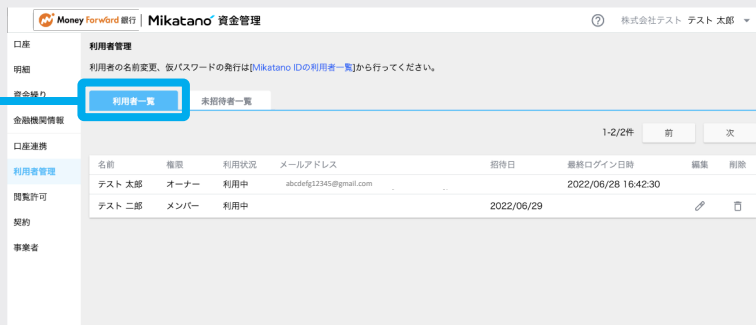 Money Forward 銀行 Mikatano 資金管理
? 株式会社テスト テスト 太郎
口座
明細
資金繰り
金融機関情報
口座連携
利用者管理
閲覧許可
契約
事業者
利用者管理
利用者の名前変更、仮パスワードの発行は[Mikatano IDの利用者一覧]から行ってください。
利用者一覧 未招待者一覧
1-2/2件 前 次
名前 権限 利用状況 メールアドレス 招待日 最終ログイン日時 編集 削除
テスト 太郎 オーナー 利用中 abcdefg12345@gmail.com 2022/06/28 16:42:30
テスト 二郎 メンバー 利用中 2022/06/29